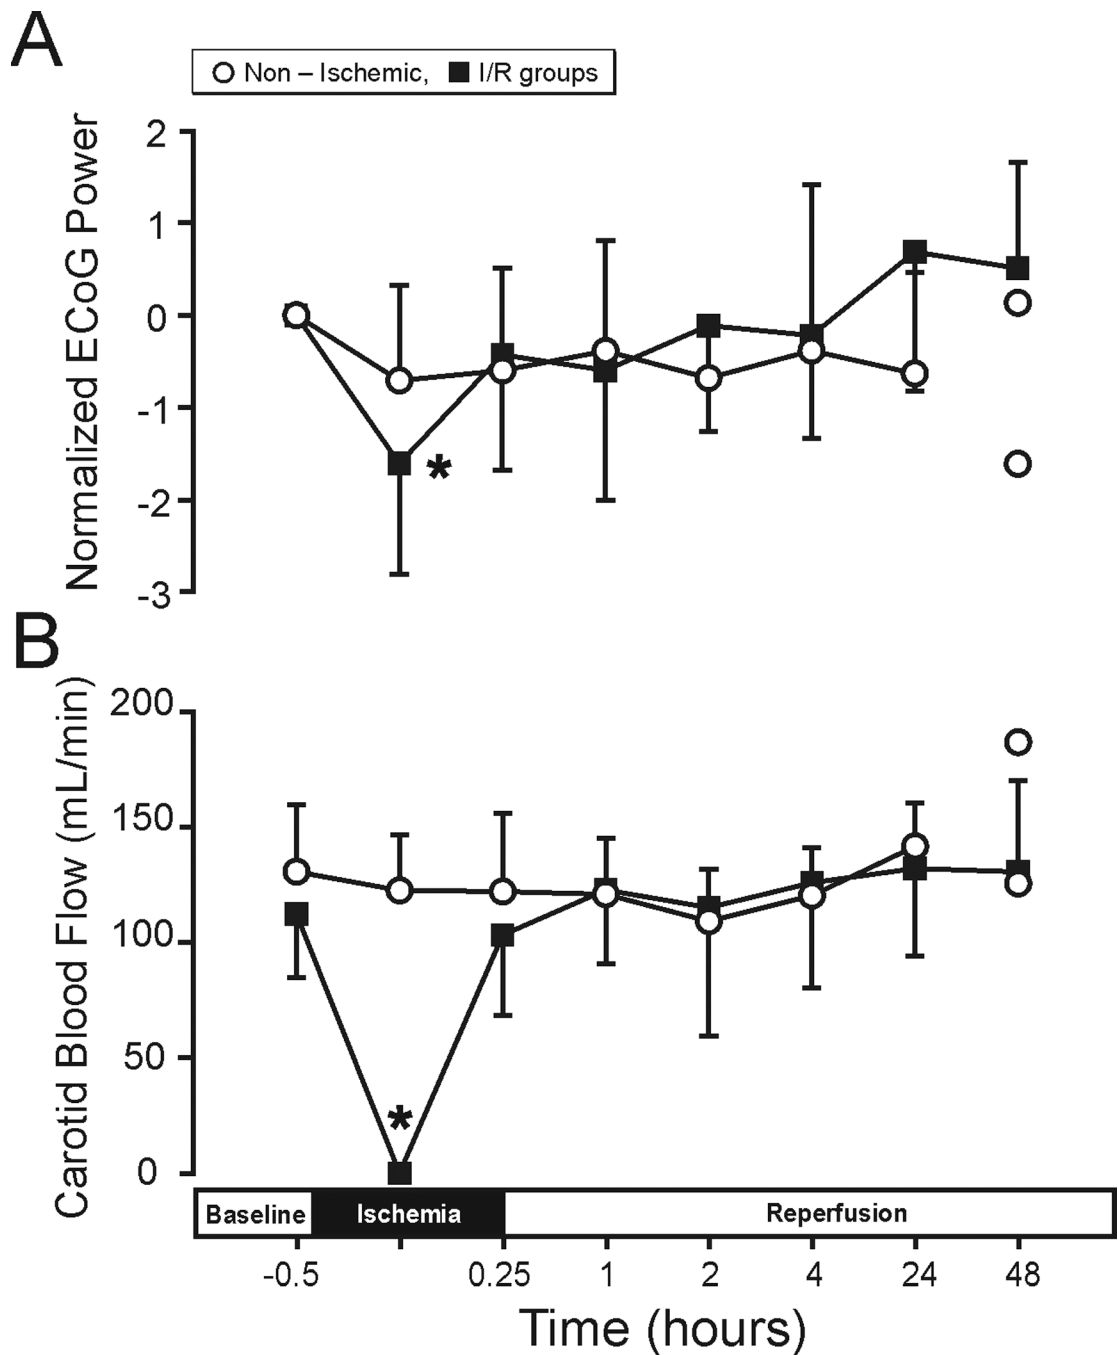 A
Non – Ischemic, I/R groups
Normalized ECoG Power
2
1
0
-1
-2
-3
*
B
Carotid Blood Flow (mL/min)
200
150
100
50
0
*
Baseline Ischemia Reperfusion
-0.5 0.25 1 2 4 24 48
Time (hours)